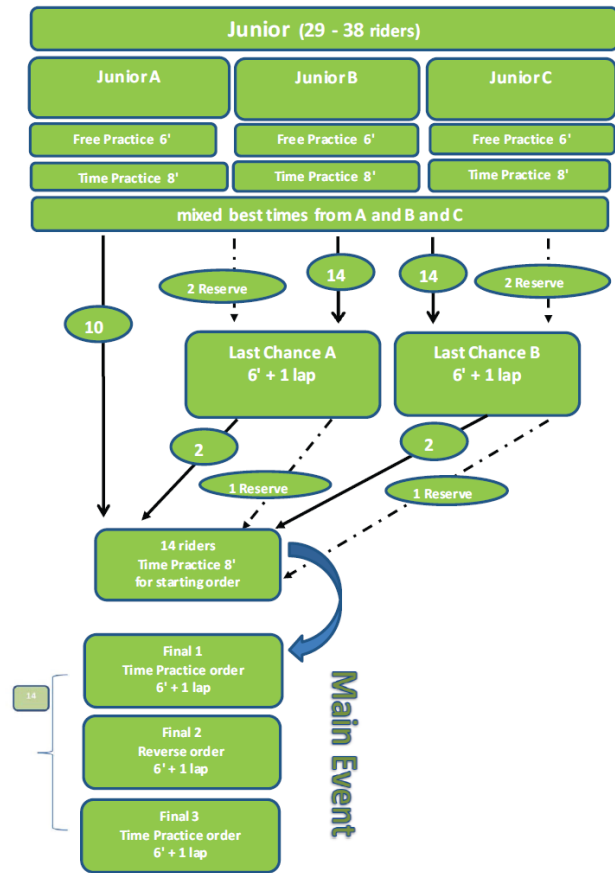 Junior (29 - 38 riders)
Junior A
Junior B
Junior C
Free Practice 6'
Free Practice 6'
Free Practice 6'
Time Practice 8'
Time Practice 8'
Time Practice 8'
mixed best times from A and B and C
2 Reserve
14
14
2 Reserve
10
Last Chance A
6' + 1 lap
Last Chance B
6' + 1 lap
2
2
1 Reserve
1 Reserve
14 riders
Time Practice 8'
for starting order
Final 1
Time Practice order
6' + 1 lap
14
Final 2
Reverse order
6' + 1 lap
Final 3
Time Practice order
6' + 1 lap
Main Event